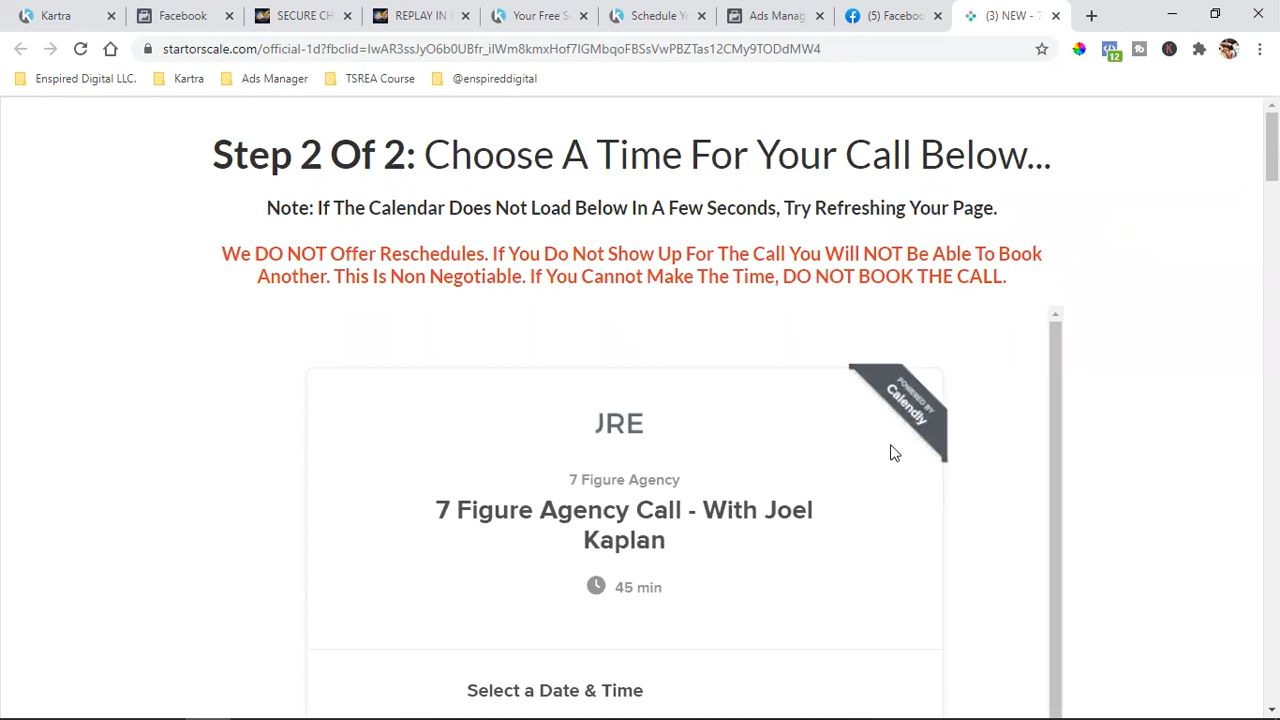 Kartra
Facebook
SECURE CH
REPLAY IN
Your Free S
Schedule Yo
Ads Manag
(5) Faceboo
(3) NEW - 7
startorscale.com/official-1d?fbclid=IwAR3ssJyO6b0UBfr_iIWm8kmxHof7IGMbqoFBSsVwPBZTas12CMy9TODdMW4
12
Enspired Digital LLC.
Kartra
Ads Manager
TSREA Course
@enspireddigital
Step 2 Of 2: Choose A Time For Your Call Below...
Note: If The Calendar Does Not Load Below In A Few Seconds, Try Refreshing Your Page.
We DO NOT Offer Reschedules. If You Do Not Show Up For The Call You Will NOT Be Able To Book
Another. This Is Non Negotiable. If You Cannot Make The Time, DO NOT BOOK THE CALL.
POWERED BY
Calendly
URE
7 Figure Agency
7 Figure Agency Call - With Joel
Kaplan
45 min
Select a Date & Time